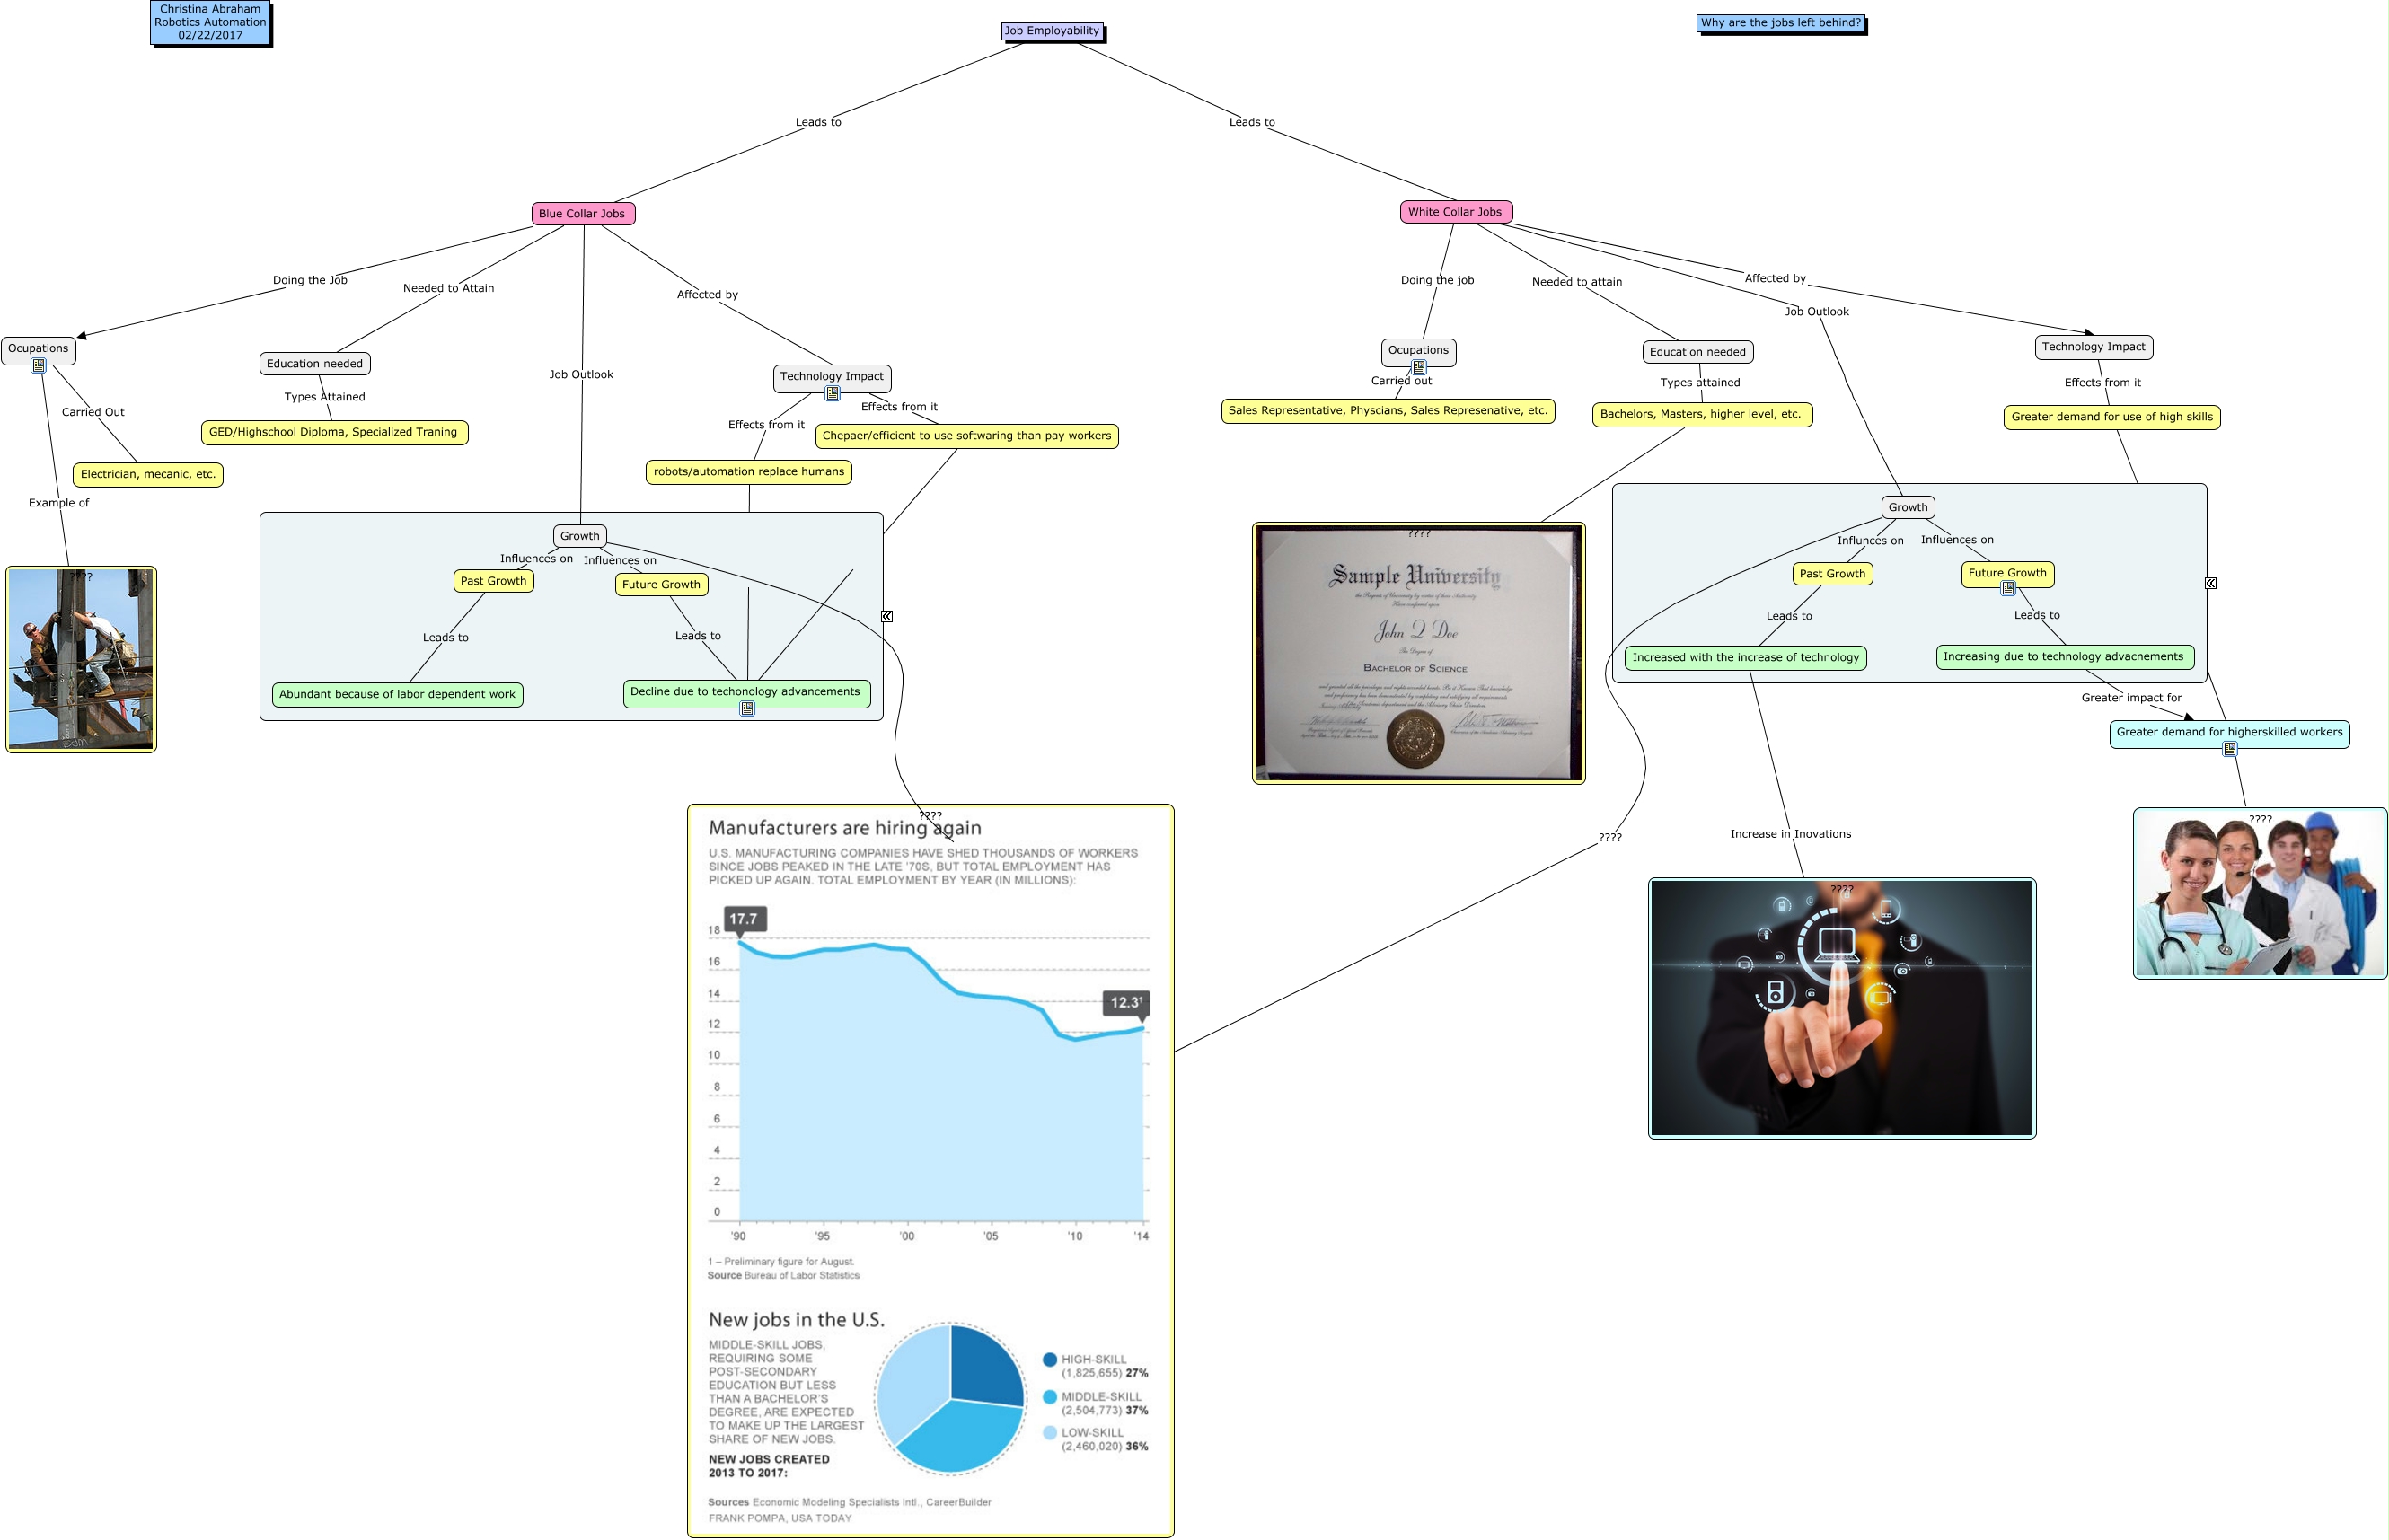 Christina Abraham
Robotics Automation
02/22/2017
Job Employability
Why are the jobs left behind?
Leads to
Leads to
Blue Collar Jobs
White Collar Jobs
Doing the Job
Needed to Attain
Affected by
Job Outlook
Doing the job
Needed to attain
Affected by
Job Outlook
Ocupations
Carried Out
Electrician, mecanic, etc.
Example of
????
Education needed
Types Attained
GED/Highschool Diploma, Specialized Traning
Technology Impact
Effects from it
Effects from it
Chepaer/efficient to use softwaring than pay workers
robots/automation replace humans
Growth
Influences on
Influences on
Past Growth
Future Growth
Leads to
Leads to
Abundant because of labor dependent work
Decline due to techonology advancements
Ocupations
Carried out
Sales Representative, Physcians, Sales Represenative, etc.
Education needed
Types attained
Bachelors, Masters, higher level, etc.
Technology Impact
Effects from it
Greater demand for use of high skills
????
Sample University
John Q Doe
The Degree of
BACHELOR OF SCIENCE
Growth
Influnces on
Influences on
Past Growth
Future Growth
Leads to
Leads to
Increased with the increase of technology
Increasing due to technology advacnements
Greater impact for
Greater demand for higherskilled workers
????
Increase in Inovations
????
????
????
Manufacturers are hiring again
U.S. MANUFACTURING COMPANIES HAVE SHED THOUSANDS OF WORKERS
SINCE JOBS PEAKED IN THE LATE '70S, BUT TOTAL EMPLOYMENT HAS
PICKED UP AGAIN. TOTAL EMPLOYMENT BY YEAR (IN MILLIONS):
17.7
18
16
14
12.3¹
12
10
8
6
4
2
0
'90 '95 '00 '05 '10 '14
1 – Preliminary figure for August.
Source Bureau of Labor Statistics
New jobs in the U.S.
MIDDLE-SKILL JOBS,
REQUIRING SOME
POST-SECONDARY
EDUCATION BUT LESS
THAN A BACHELOR'S
DEGREE, ARE EXPECTED
TO MAKE UP THE LARGEST
SHARE OF NEW JOBS.
NEW JOBS CREATED
2013 TO 2017:
HIGH-SKILL
(1,825,655) 27%
MIDDLE-SKILL
(2,504,773) 37%
LOW-SKILL
(2,460,020) 36%
Sources Economic Modeling Specialists Intl., CareerBuilder
FRANK POMPA, USA TODAY